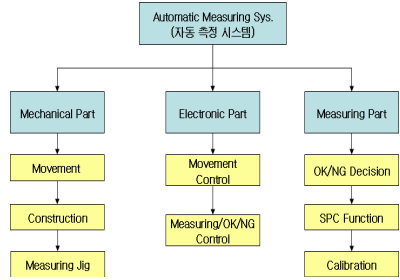 Automatic Measuring Sys.
(자동 측정 시스템)
Mechanical Part
Electronic Part
Measuring Part
Movement
Movement
Control
OK/NG Decision
Construction
Measuring/OK/NG
Control
SPC Function
Measuring Jig
Calibration